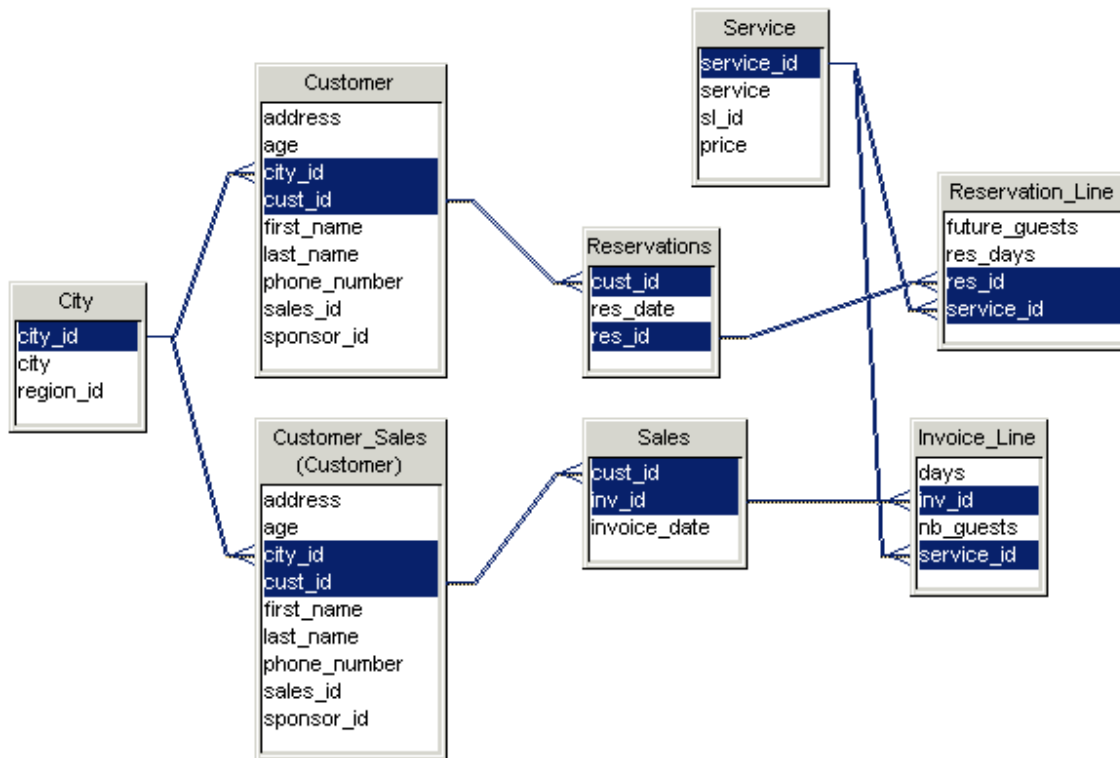 Service
service_id
service
sl_id
price
Customer
address
age
city_id
cust_id
first_name
last_name
phone_number
sales_id
sponsor_id
Reservation_Line
future_guests
res_days
res_id
service_id
Reservations
cust_id
res_date
res_id
City
city_id
city
region_id
Customer_Sales
(Customer)
address
age
city_id
cust_id
first_name
last_name
phone_number
sales_id
sponsor_id
Sales
cust_id
inv_id
invoice_date
Invoice_Line
days
inv_id
nb_guests
service_id